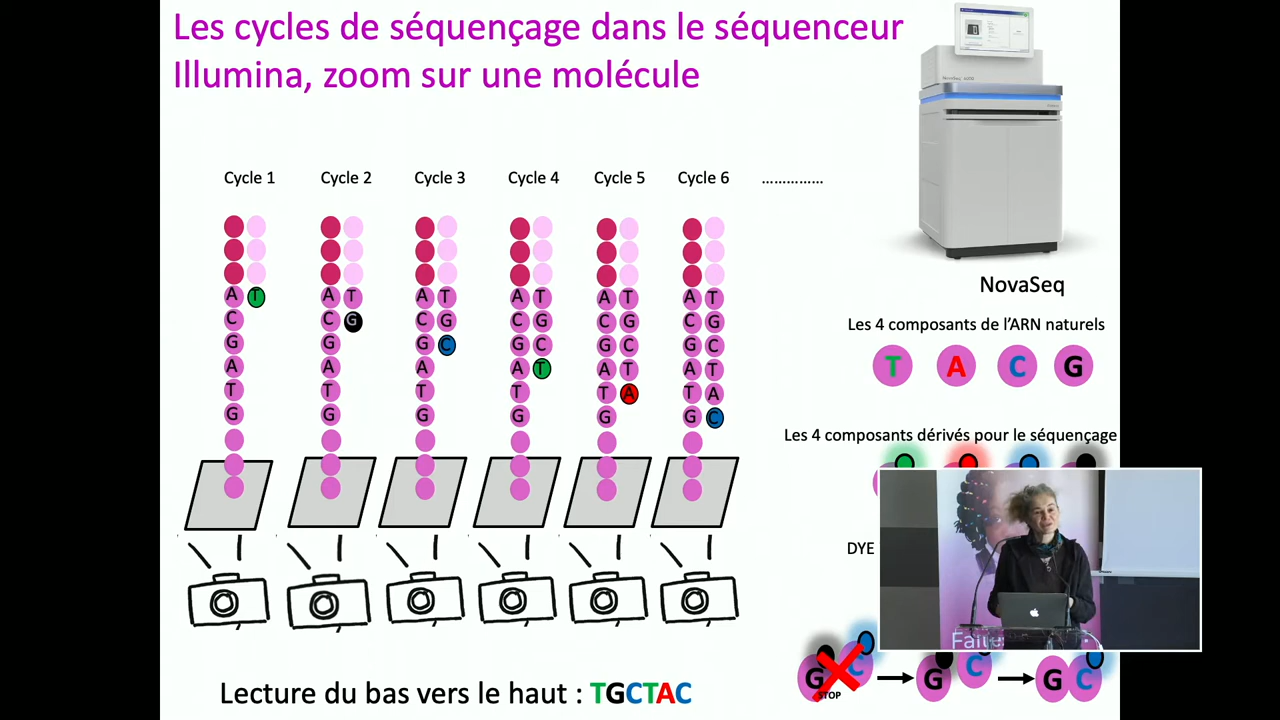 Les cycles de séquençage dans le séquenceur
Illumina, zoom sur une molécule
Cycle 1 Cycle 2 Cycle 3 Cycle 4 Cycle 5 Cycle 6 ……………
A T A T A T A T A T A T
C C G C G C G C G C G
G G G C G C G C G C
A A A A T A T A T
T T T T T A T A
G G G G G G C
NovaSeq
Les 4 composants de l’ARN naturels
T A C G
Les 4 composants dérivés pour le séquençage
DYE
Faites
G C G C G C
STOP
Lecture du bas vers le haut : TGCTAC